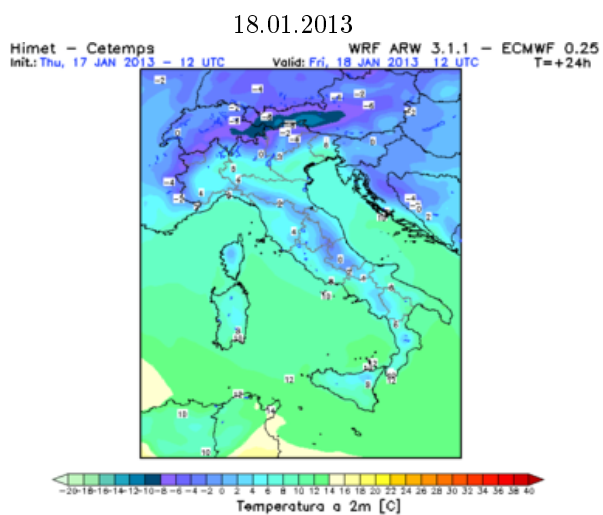 18.01.2013
Himet - Cetemps WRF ARW 3.1.1 - ECMWF 0.25
Init.: Thu, 17 JAN 2013 - 12 UTC Valid: Fri, 18 JAN 2013 12 UTC T=+24h
-20-18-16-14-12-10-8 -6 -4 -2 0 2 4 6 8 10 12 14 16 18 20 22 24 26 28 30 32 34 36 38 40
Temperatura a 2m [C]